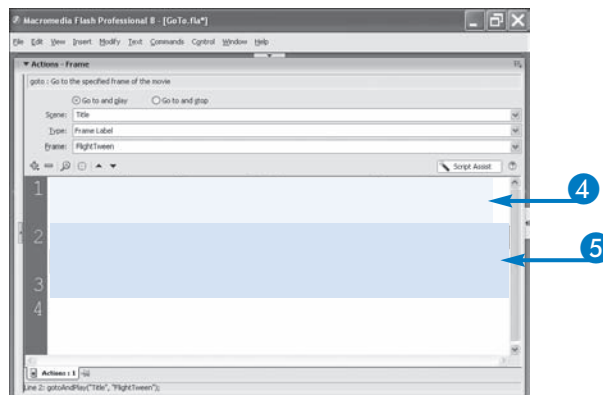 Macromedia Flash Professional 8 - [GoTo.fla*]
File Edit View Insert Modify Text Commands Control Window Help
Actions - Frame
goto : Go to the specified frame of the movie
Go to and play Go to and stop
Scene: Title
Type: Frame Label
Frame: FlightTween
Script Assist
1
4
2
5
3
4
Actions : 1
Line 2: gotoAndPlay("Title", "FlightTween");